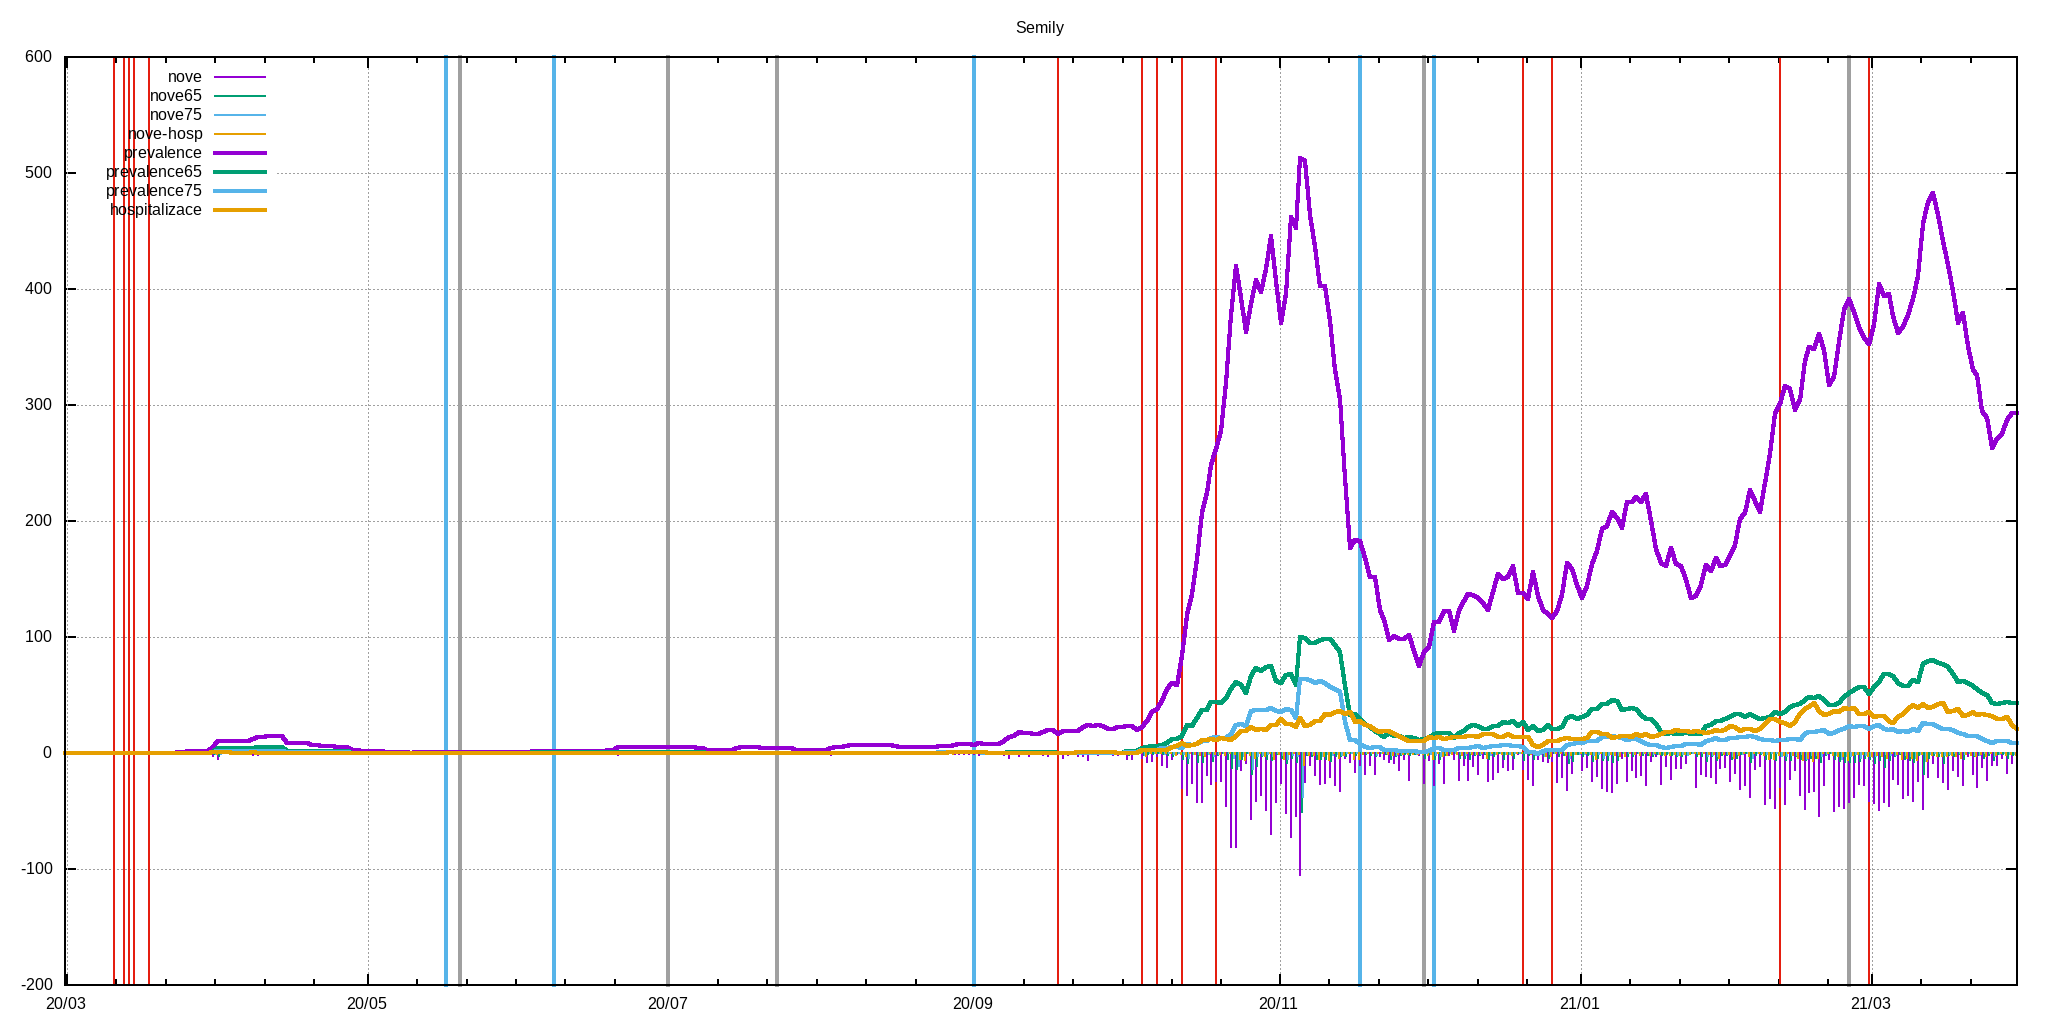 Semily
600
500
400
300
200
100
0
-100
-200
nove
nove65
nove75
nove-hosp
prevalence
prevalence65
prevalence75
hospitalizace
20/03 20/05 20/07 20/09 20/11 21/01 21/03